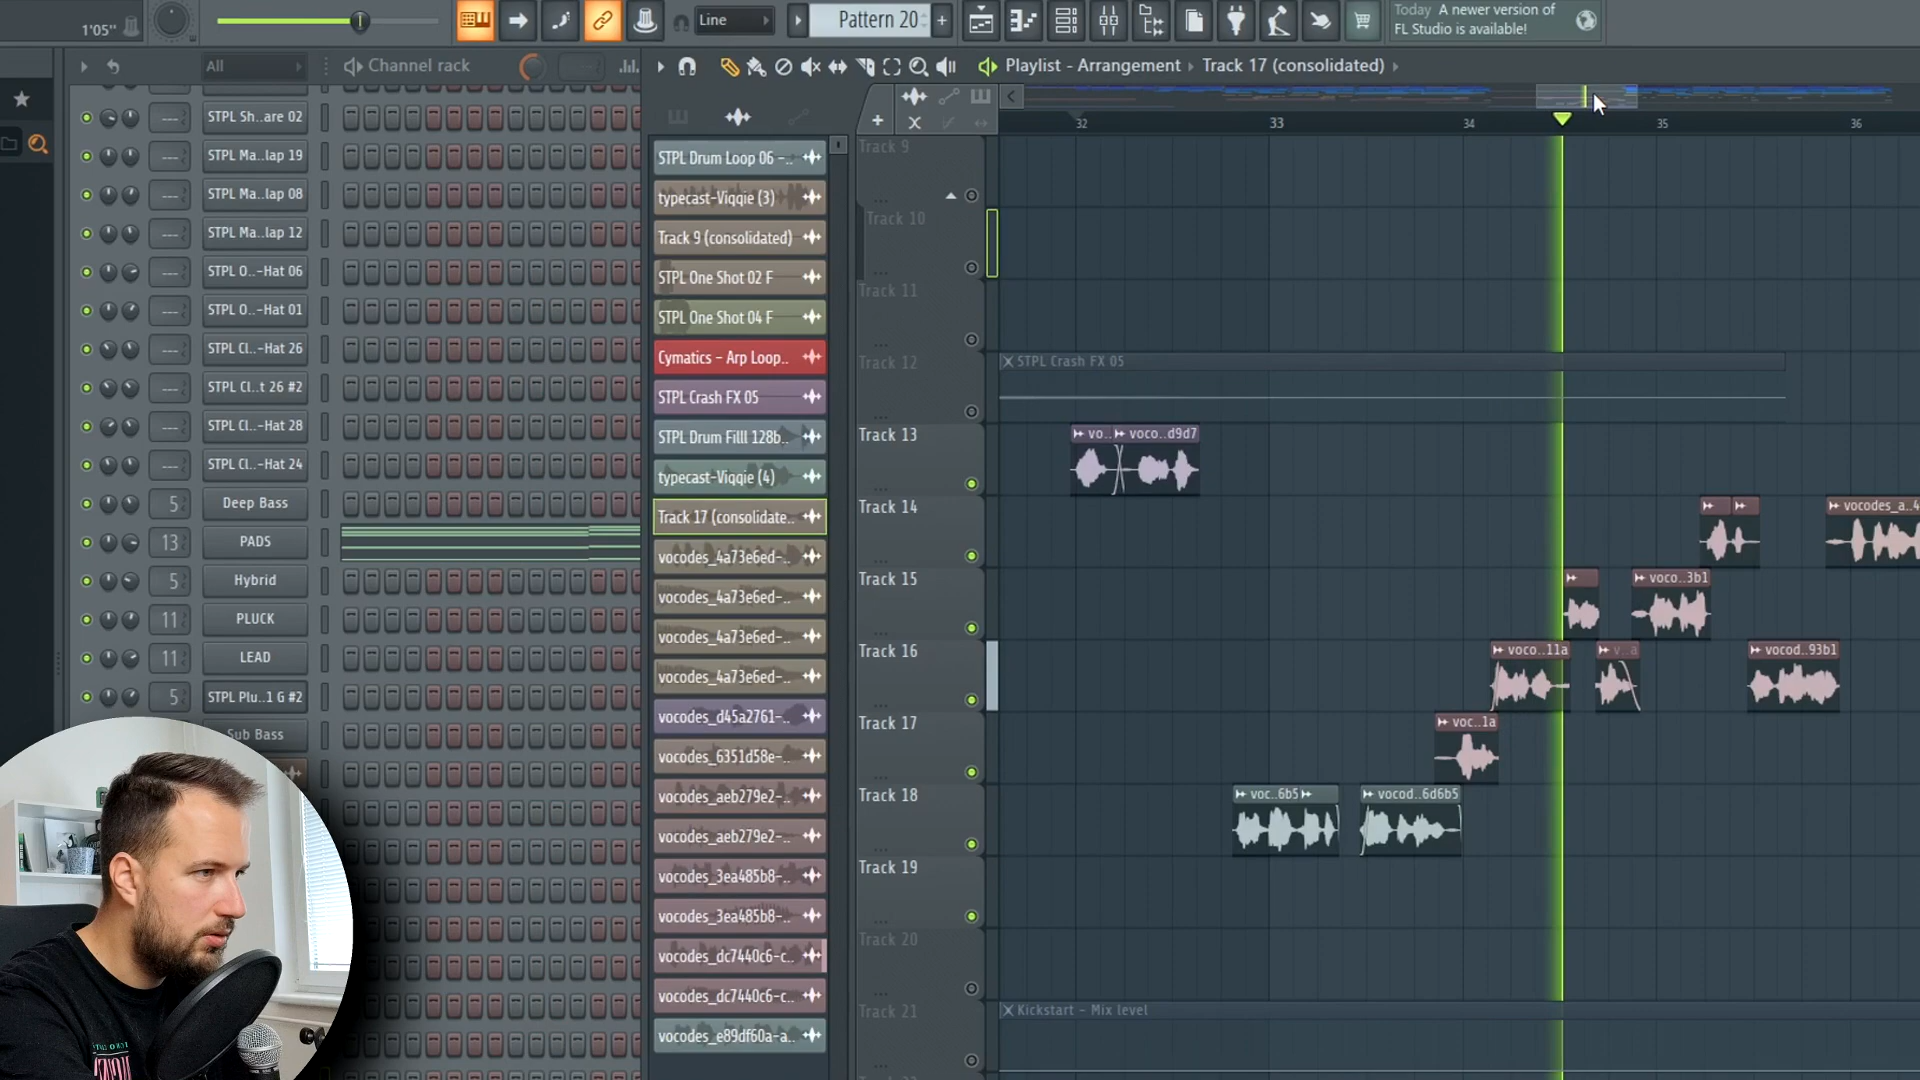 1'05"
Line
Pattern 20
Today A newer version of
FL Studio is available!
All
Channel rack
Playlist - Arrangement
Track 17 (consolidated)
STPL Sh..are 02
STPL Ma..lap 19
STPL Ma..lap 08
STPL Ma..lap 12
STPL O..-Hat 06
STPL O..-Hat 01
STPL Cl..-Hat 26
STPL Cl..t 26 #2
STPL Cl..-Hat 28
STPL Cl..-Hat 24
5
Deep Bass
13
PADS
5
Hybrid
11
PLUCK
11
LEAD
5
STPL Plu..1 G #2
Sub Bass
STPL Drum Loop 06 -..
typecast-Viqqie (3)
Track 9 (consolidated)
STPL One Shot 02 F
STPL One Shot 04 F
Cymatics - Arp Loop..
STPL Crash FX 05
STPL Drum Filll 128b..
typecast-Viqqie (4)
Track 17 (consolidate..
vocodes_4a73e6ed-..
vocodes_4a73e6ed-..
vocodes_4a73e6ed-..
vocodes_4a73e6ed-..
vocodes_d45a2761-..
vocodes_6351d58e-..
vocodes_aeb279e2-..
vocodes_aeb279e2-..
vocodes_3ea485b8-..
vocodes_3ea485b8-..
vocodes_dc7440c6-c..
vocodes_dc7440c6-c..
vocodes_e89df60a-a..
32
33
34
35
36
Track 9
Track 10
Track 11
Track 12
STPL Crash FX 05
Track 13
vo..
voco..d9d7
Track 14
vocodes_a..4
Track 15
voco..3b1
Track 16
voco..11a
v..a
vocod..93b1
Track 17
voc..1a
Track 18
voc..6b5
vocod..6d6b5
Track 19
Track 20
Track 21
Kickstart - Mix level